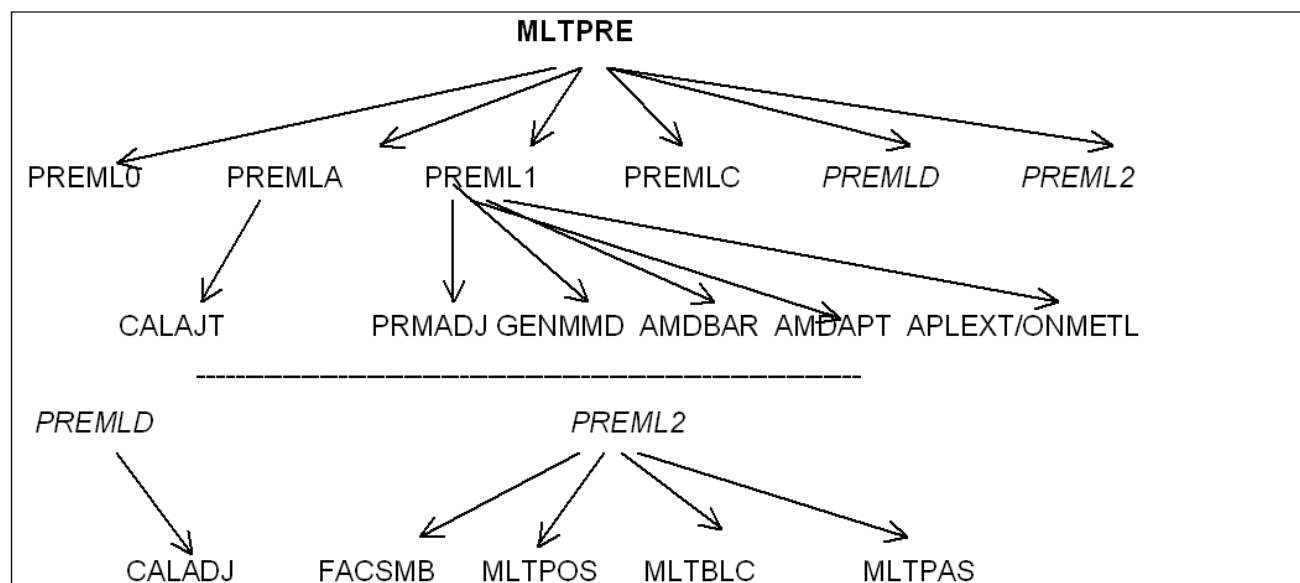 MLTPRE
PREML0 PREMLA PREML1 PREMLC PREMLD PREML2
CALAJT PRMADJ GENMMD AMDBAR AMDAPT APLEXT/ONMETL
PREMLD PREML2
CALADJ FACSMB MLTPOS MLTBLC MLTPAS